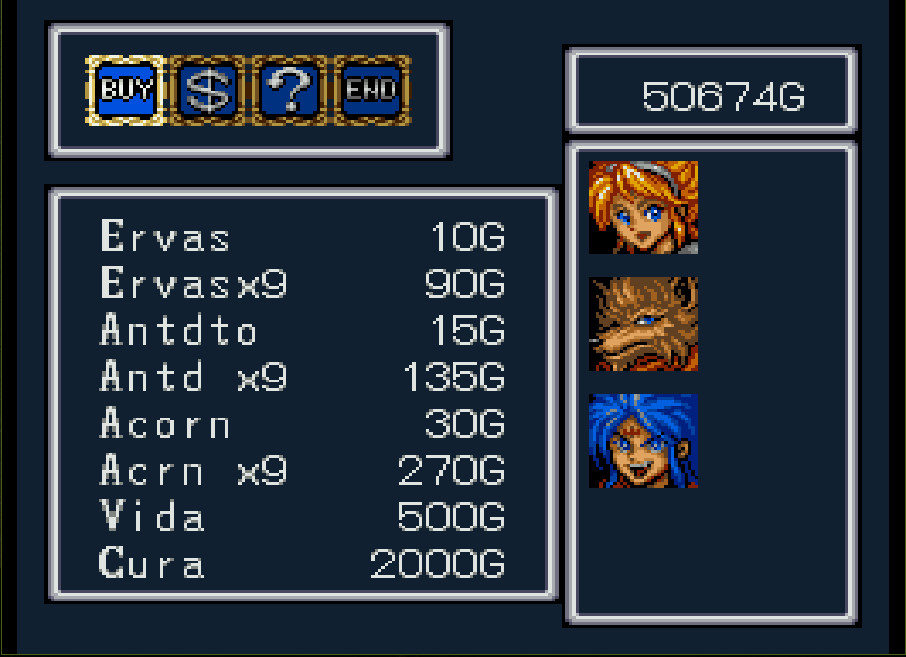 BUY $ ? END
50674G
Ervas 10G
Ervasx9 90G
Antdto 15G
Antd x9 135G
Acorn 30G
Acrn x9 270G
Vida 500G
Cura 2000G